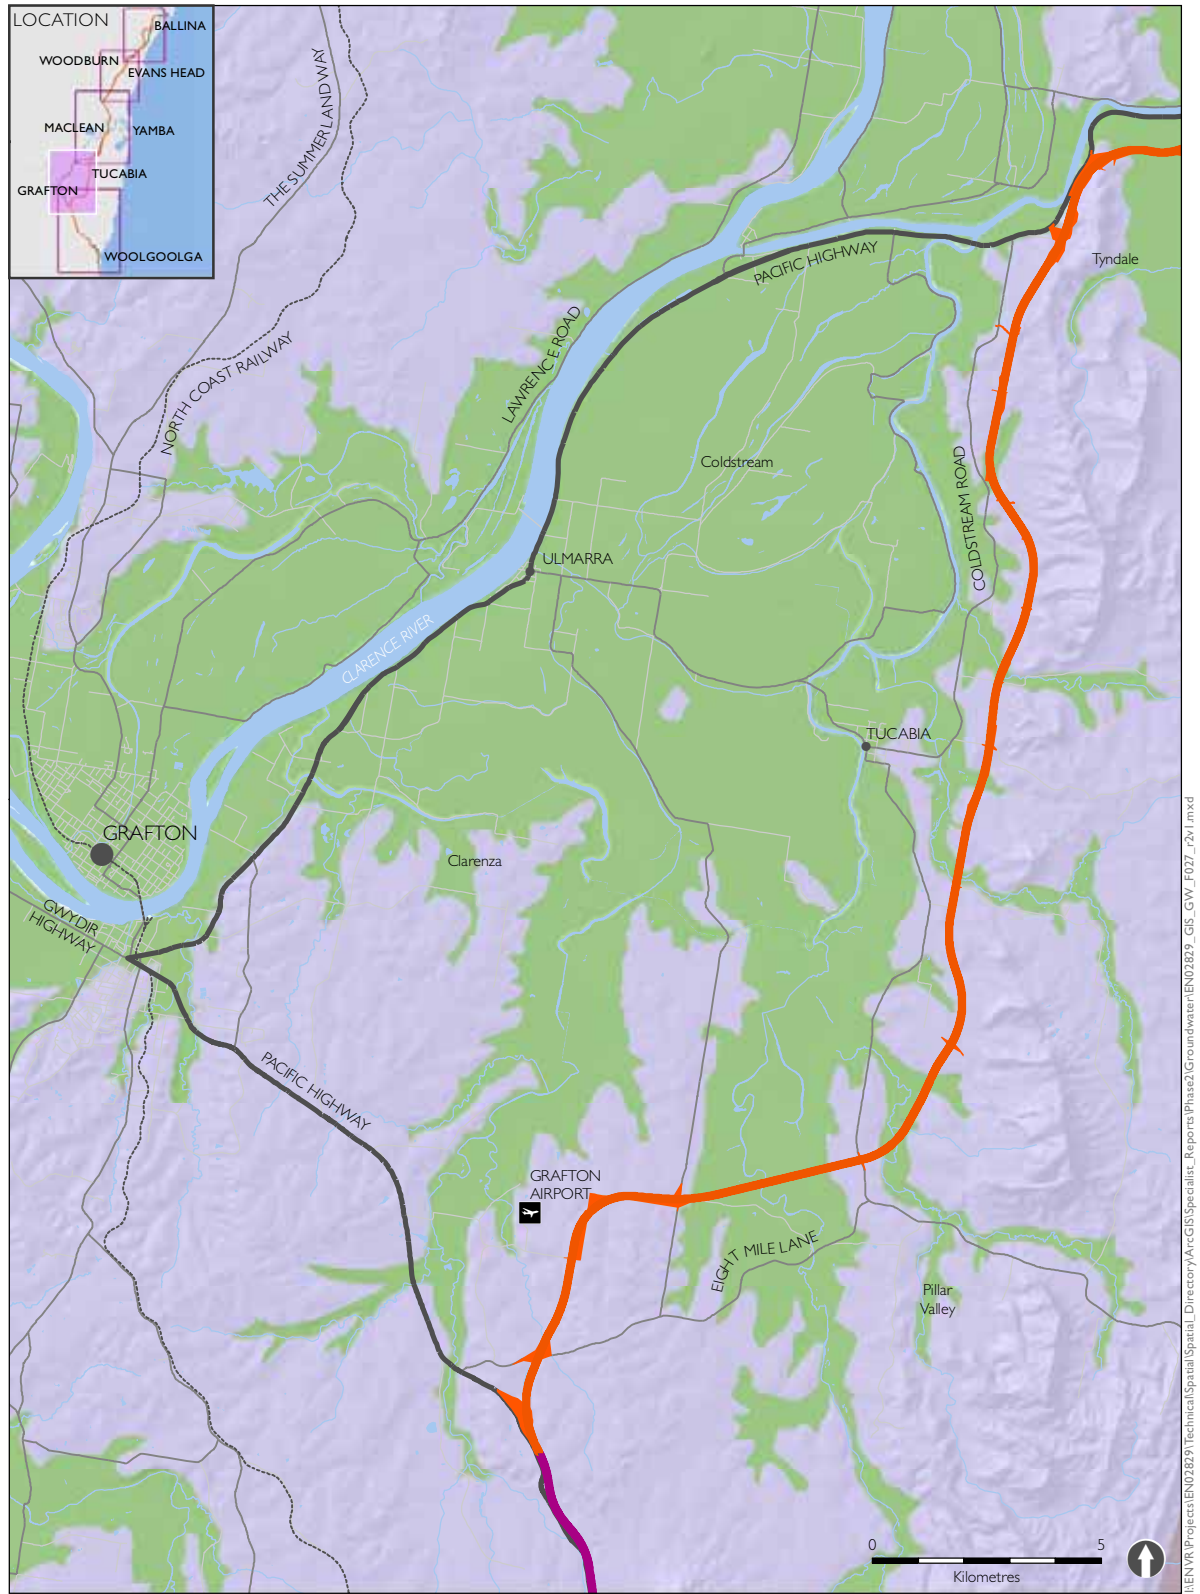 LOCATION
BALLINA
WOODBURN
EVANS HEAD
MACLEAN
YAMBA
TUCABIA
GRAFTON
WOOLGOOLGA
THE SUMMERLANDWAY
NORTH COAST RAILWAY
LAWRENCE ROAD
PACIFIC HIGHWAY
Tyndale
Coldstream
COLDSTREAM ROAD
ULMARRA
CLARENCE RIVER
TUCABIA
GRAFTON
Clarenza
GWYDIR
HIGHWAY
PACIFIC HIGHWAY
GRAFTON
AIRPORT
EIGHT MILE LANE
Pillar
Valley
0 5
Kilometres
\ENVR\Projects\EN02829\Technical\Spatial\Spatial_Directory\ArcGIS\Specialist_Reports\Phase2\Groundwater\EN02829_GIS_GW_F027_r2v1.mxd